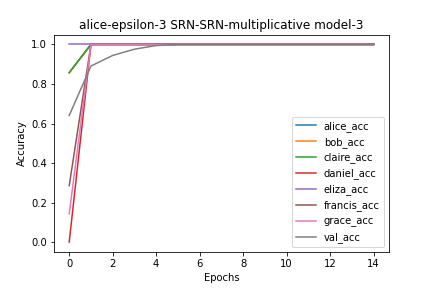 alice-epsilon-3 SRN-SRN-multiplicative model-3
1.0
0.8
0.6
0.4
0.2
0.0
Accuracy
alice_acc
bob_acc
claire_acc
daniel_acc
eliza_acc
francis_acc
grace_acc
val_acc
0 2 4 6 8 10 12 14
Epochs